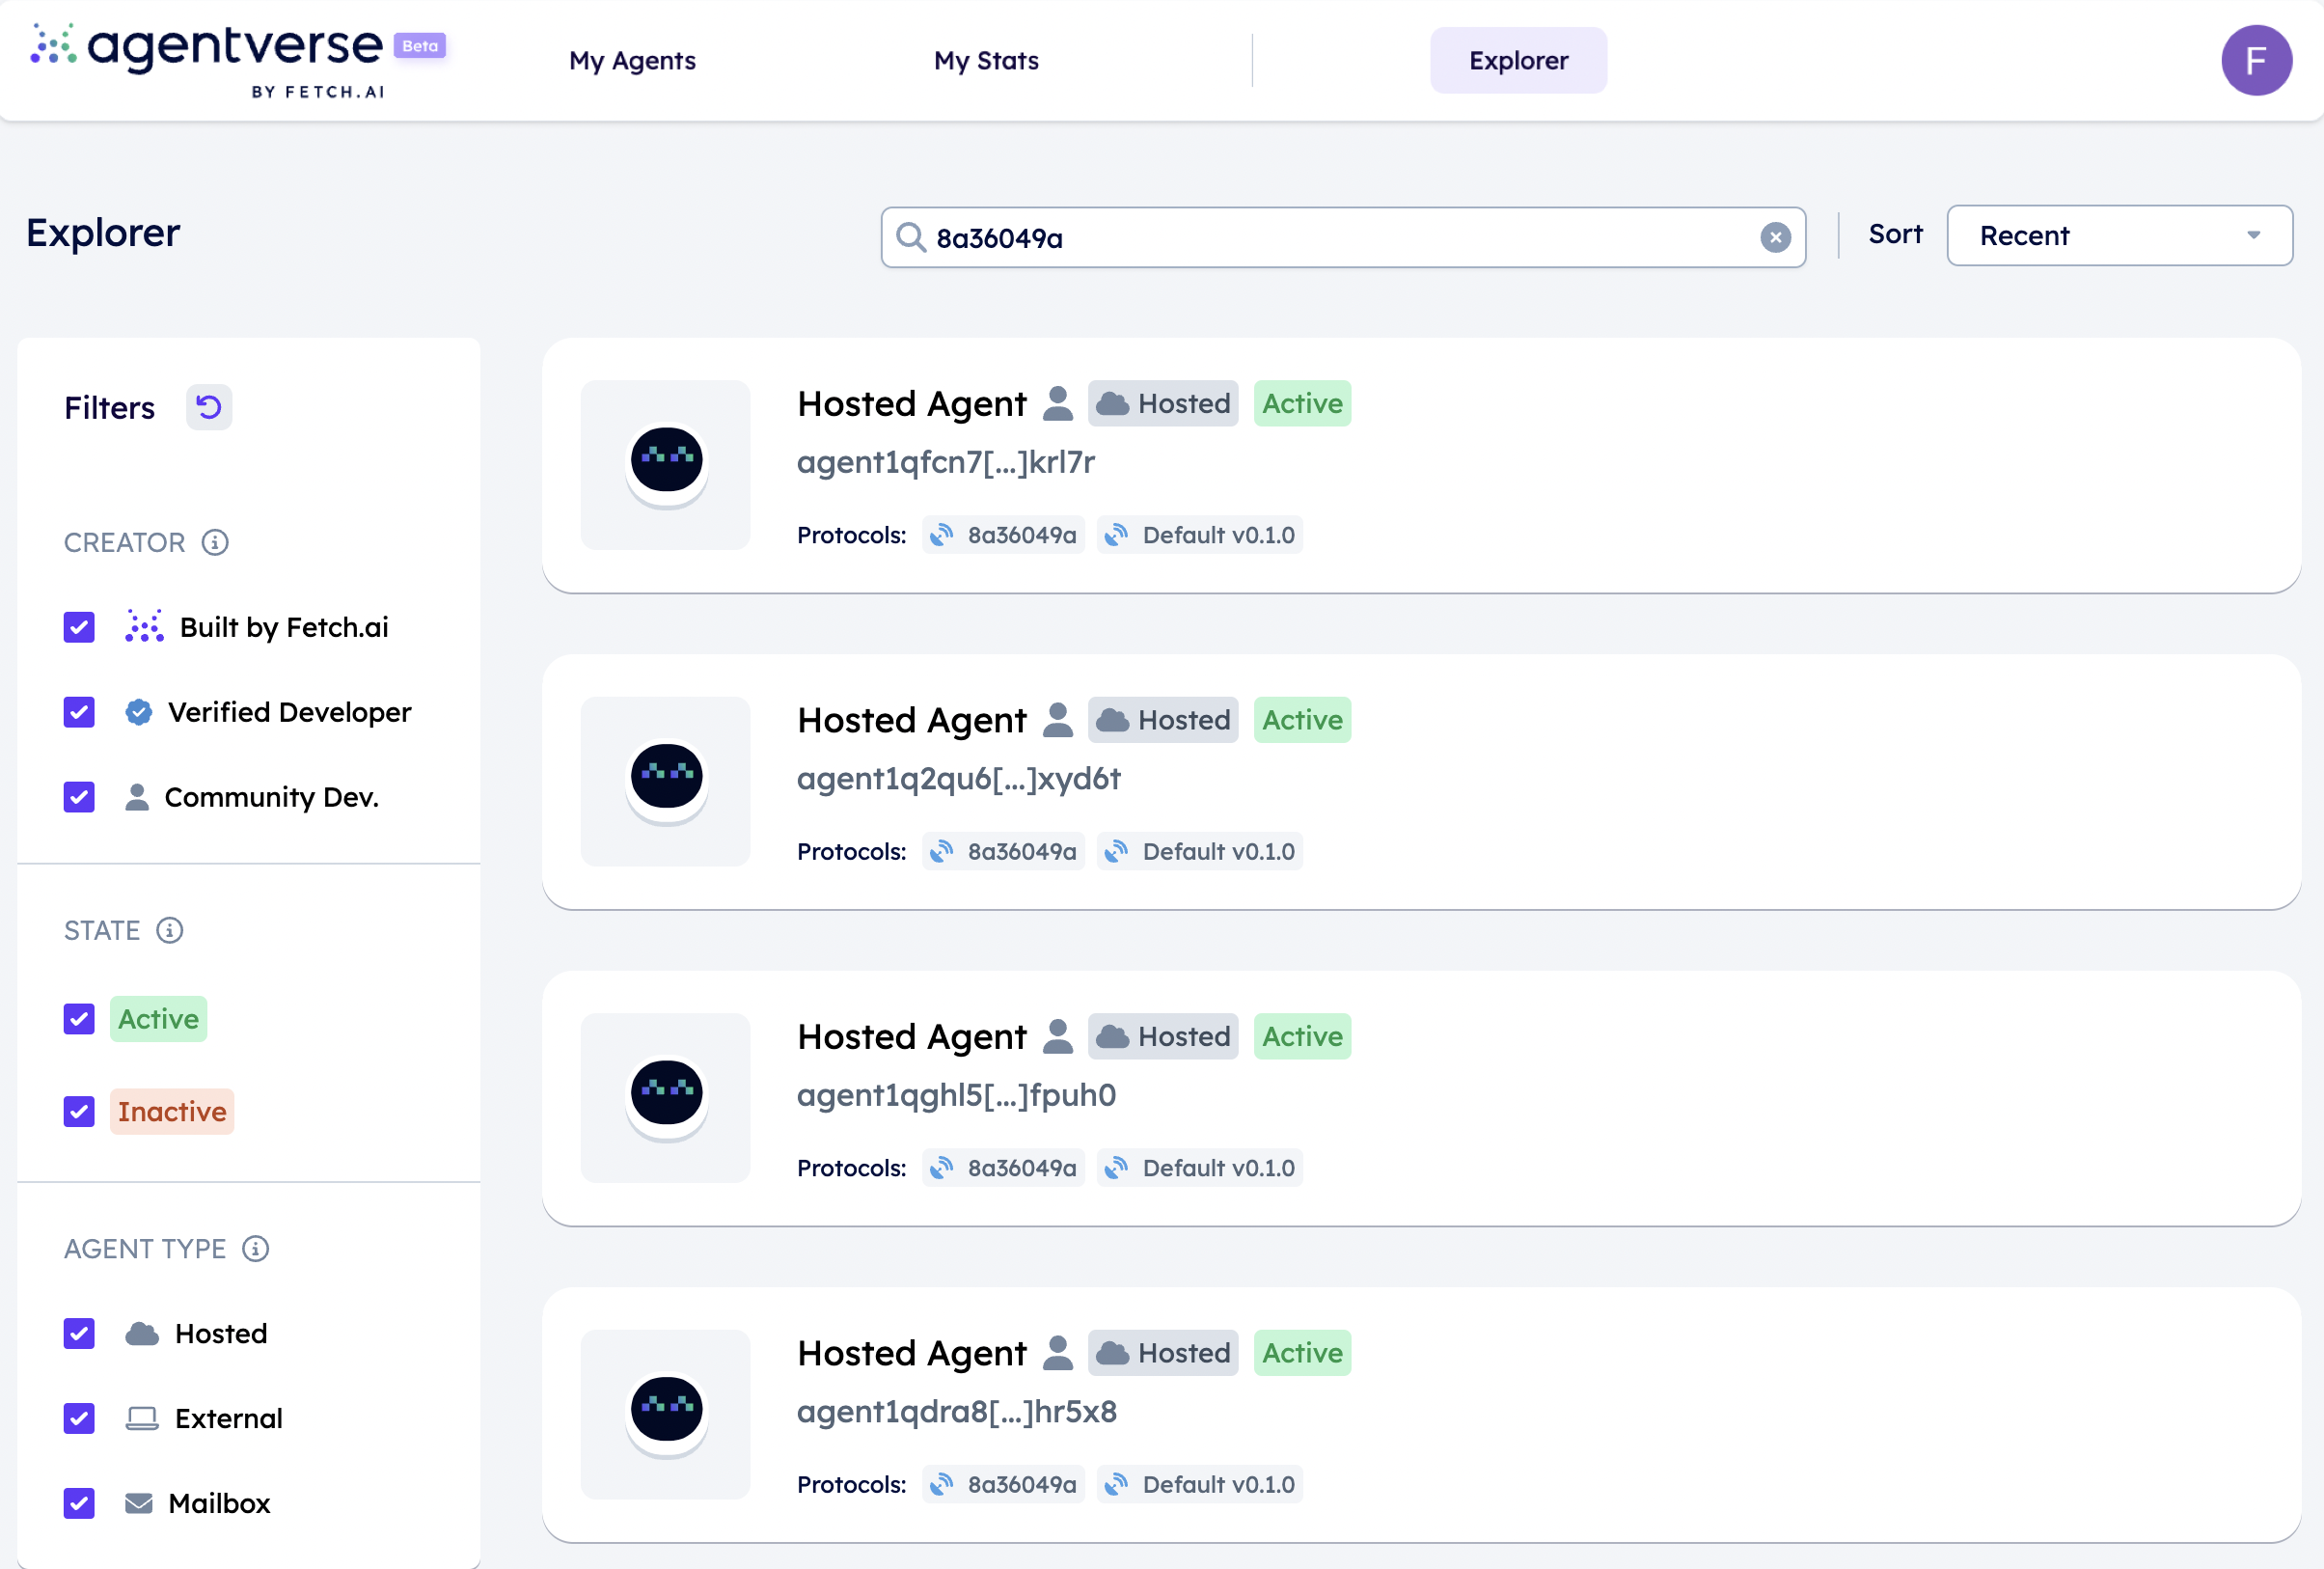 agentverse Beta
BY FETCH.AI
My Agents
My Stats
Explorer
F
Explorer
8a36049a
Sort
Recent
Filters
CREATOR
Built by Fetch.ai
Verified Developer
Community Dev.
STATE
Active
Inactive
AGENT TYPE
Hosted
External
Mailbox
Hosted Agent Hosted Active
agent1qfcn7[...]krl7r
Protocols: 8a36049a Default v0.1.0
Hosted Agent Hosted Active
agent1q2qu6[...]xyd6t
Protocols: 8a36049a Default v0.1.0
Hosted Agent Hosted Active
agent1qghl5[...]fpuh0
Protocols: 8a36049a Default v0.1.0
Hosted Agent Hosted Active
agent1qdra8[...]hr5x8
Protocols: 8a36049a Default v0.1.0